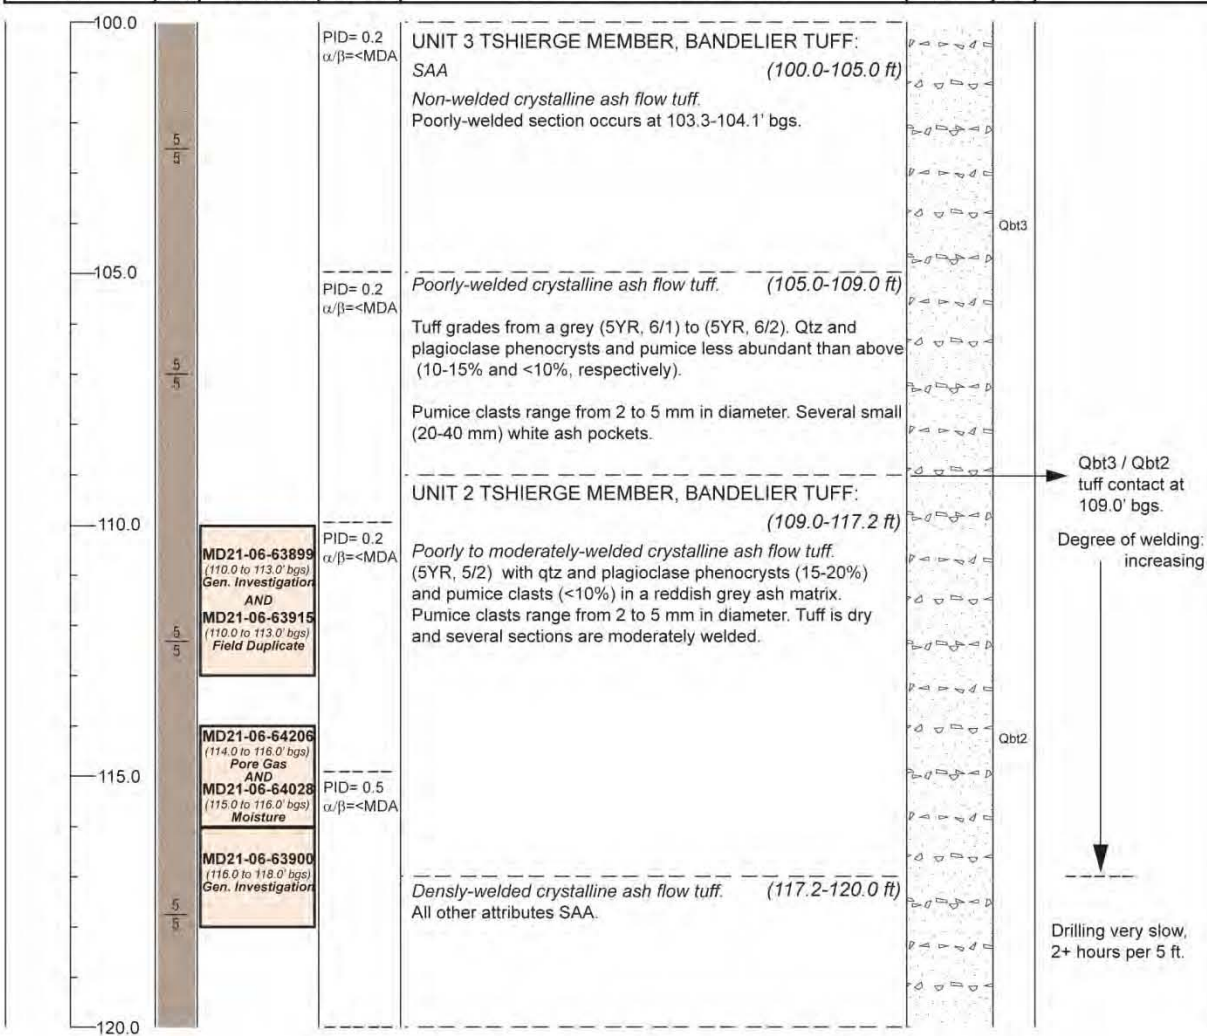 100.0
105.0
110.0
115.0
120.0
5
5
5
5
5
5
5
5
MD21-06-63899
(110.0 to 113.0' bgs)
Gen. Investigation
AND
MD21-06-63915
(110.0 to 113.0' bgs)
Field Duplicate
MD21-06-64206
(114.0 to 116.0' bgs)
Pore Gas
AND
MD21-06-64028
(115.0 to 116.0' bgs)
Moisture
MD21-06-63900
(116.0 to 118.0' bgs)
Gen. Investigation
PID= 0.2
α/β=<MDA
PID= 0.2
α/β=<MDA
PID= 0.2
α/β=<MDA
PID= 0.5
α/β=<MDA
UNIT 3 TSHIERGE MEMBER, BANDELIER TUFF:
SAA (100.0-105.0 ft)
Non-welded crystalline ash flow tuff.
Poorly-welded section occurs at 103.3-104.1' bgs.
Poorly-welded crystalline ash flow tuff. (105.0-109.0 ft)
Tuff grades from a grey (5YR, 6/1) to (5YR, 6/2). Qtz and
plagioclase phenocrysts and pumice less abundant than above
(10-15% and <10%, respectively).
Pumice clasts range from 2 to 5 mm in diameter. Several small
(20-40 mm) white ash pockets.
UNIT 2 TSHIERGE MEMBER, BANDELIER TUFF:
(109.0-117.2 ft)
Poorly to moderately-welded crystalline ash flow tuff.
(5YR, 5/2) with qtz and plagioclase phenocrysts (15-20%)
and pumice clasts (<10%) in a reddish grey ash matrix.
Pumice clasts range from 2 to 5 mm in diameter. Tuff is dry
and several sections are moderately welded.
Densly-welded crystalline ash flow tuff. (117.2-120.0 ft)
All other attributes SAA.
Qbt3
Qbt2
Qbt3 / Qbt2
tuff contact at
109.0' bgs.
Degree of welding:
increasing
Drilling very slow,
2+ hours per 5 ft.